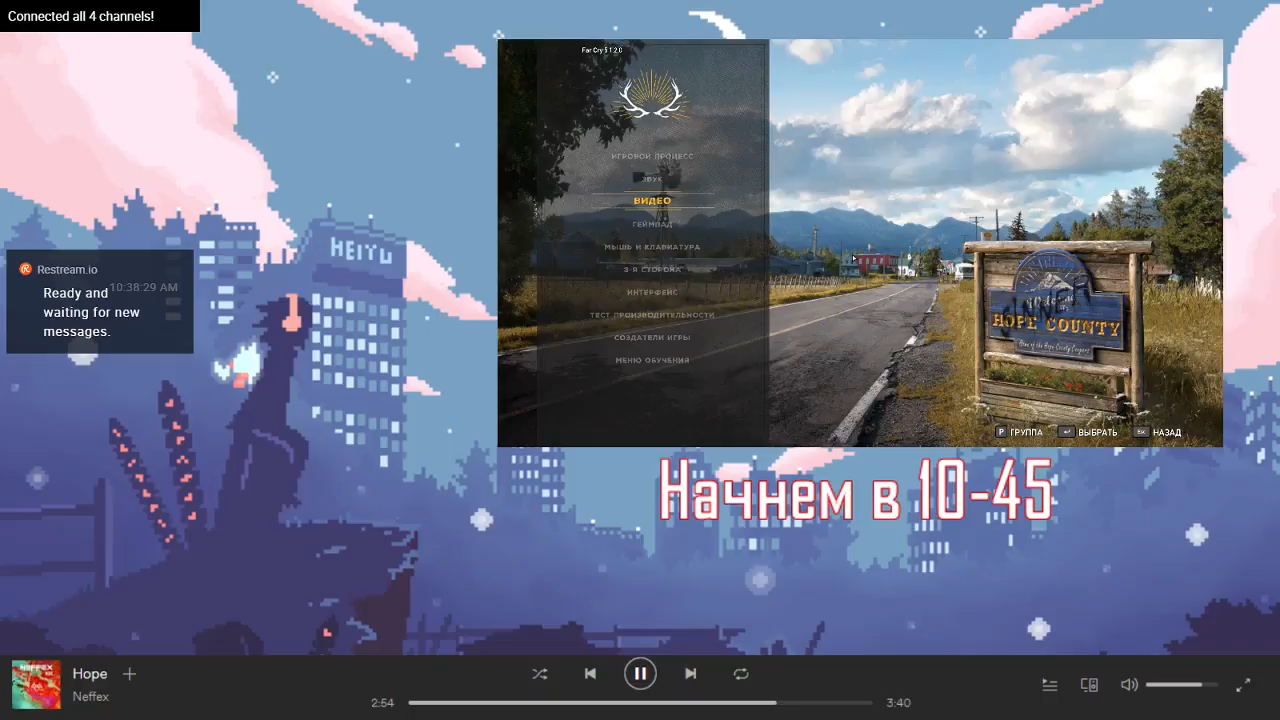 Connected all 4 channels!
Restream.io
10:38:29 AM
Ready and
waiting for new
messages.
HEIYU
Far Cry 5 1.2.0
ИГРОВОЙ ПРОЦЕСС
ЗВУК
ВИДЕО
ГЕЙМПАД
МЫШЬ И КЛАВИАТУРА
3-Я СТОРОНА
ИНТЕРФЕЙС
ТЕСТ ПРОИЗВОДИТЕЛЬНОСТИ
СОЗДАТЕЛИ ИГРЫ
МЕНЮ ОБУЧЕНИЯ
HOPE COUNTY
P ГРУППА
ВЫБРАТЬ
НАЗАД
Начнем в 10-45
NEFFEX
Hope
Neffex
2:54
3:40